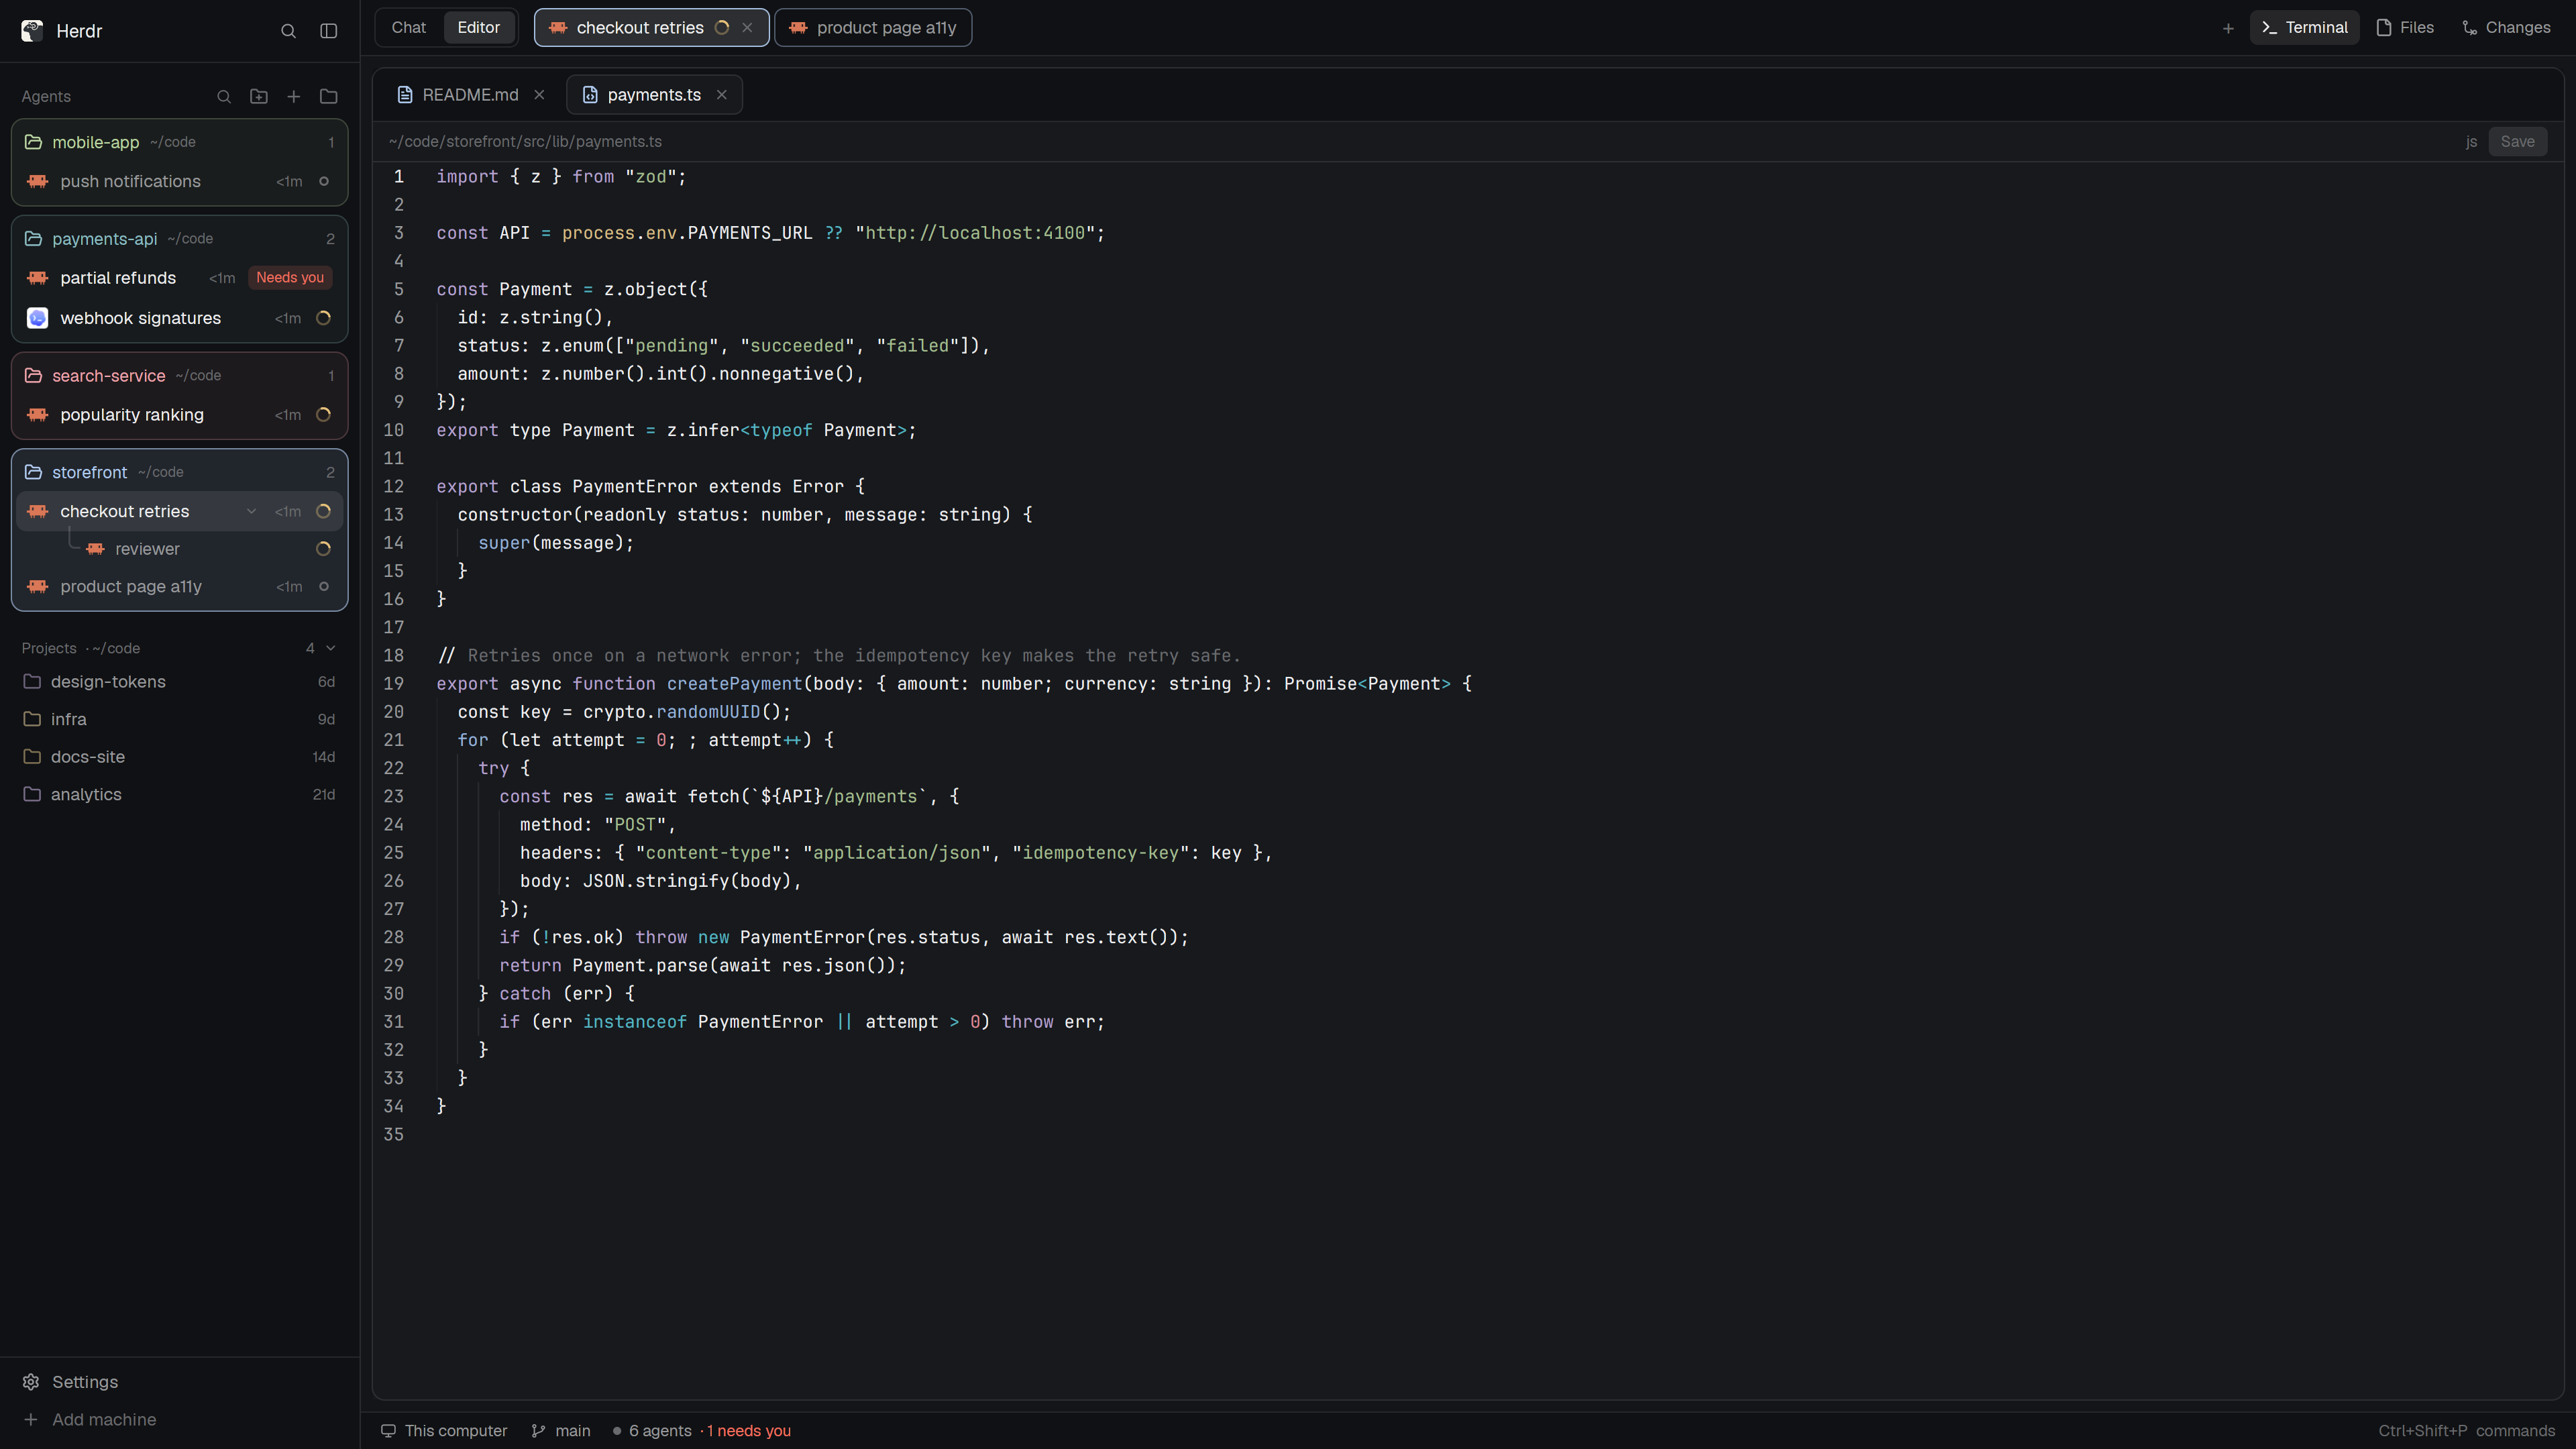 Herdr
Agents
mobile-app ~/code 1
push notifications <1m
payments-api ~/code 2
partial refunds <1m Needs you
webhook signatures <1m
search-service ~/code 1
popularity ranking <1m
storefront ~/code 2
checkout retries <1m
reviewer
product page a11y <1m
Projects · ~/code 4
design-tokens 6d
infra 9d
docs-site 14d
analytics 21d
Settings
Add machine
Chat Editor checkout retries product page a11y
Terminal Files Changes
README.md payments.ts
~/code/storefront/src/lib/payments.ts js Save
1 import { z } from "zod";
2
3 const API = process.env.PAYMENTS_URL ?? "http://localhost:4100";
4
5 const Payment = z.object({
6   id: z.string(),
7   status: z.enum(["pending", "succeeded", "failed"]),
8   amount: z.number().int().nonnegative(),
9 });
10 export type Payment = z.infer<typeof Payment>;
11
12 export class PaymentError extends Error {
13   constructor(readonly status: number, message: string) {
14     super(message);
15   }
16 }
17
18 // Retries once on a network error; the idempotency key makes the retry safe.
19 export async function createPayment(body: { amount: number; currency: string }): Promise<Payment> {
20   const key = crypto.randomUUID();
21   for (let attempt = 0; ; attempt++) {
22     try {
23       const res = await fetch(`${API}/payments`, {
24         method: "POST",
25         headers: { "content-type": "application/json", "idempotency-key": key },
26         body: JSON.stringify(body),
27       });
28       if (!res.ok) throw new PaymentError(res.status, await res.text());
29       return Payment.parse(await res.json());
30     } catch (err) {
31       if (err instanceof PaymentError || attempt > 0) throw err;
32     }
33   }
34 }
35
This computer main 6 agents · 1 needs you
Ctrl+Shift+P commands